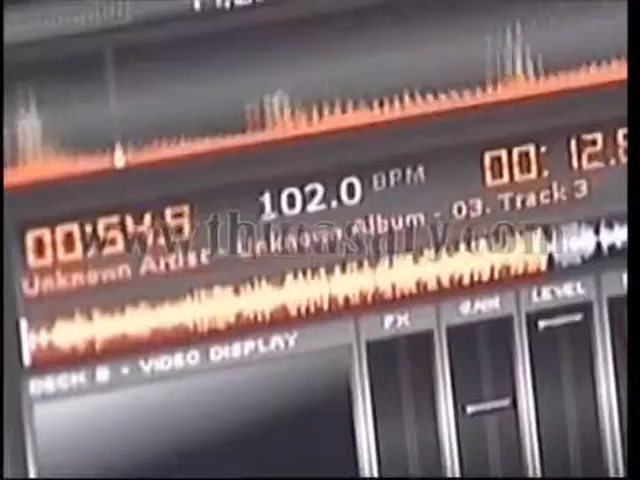 00:54.9
102.0 BPM
00:12.8
Unknown Artist - Unknown Album - 03. Track 3
FX
GAIN
LEVEL
DECK B • VIDEO DISPLAY